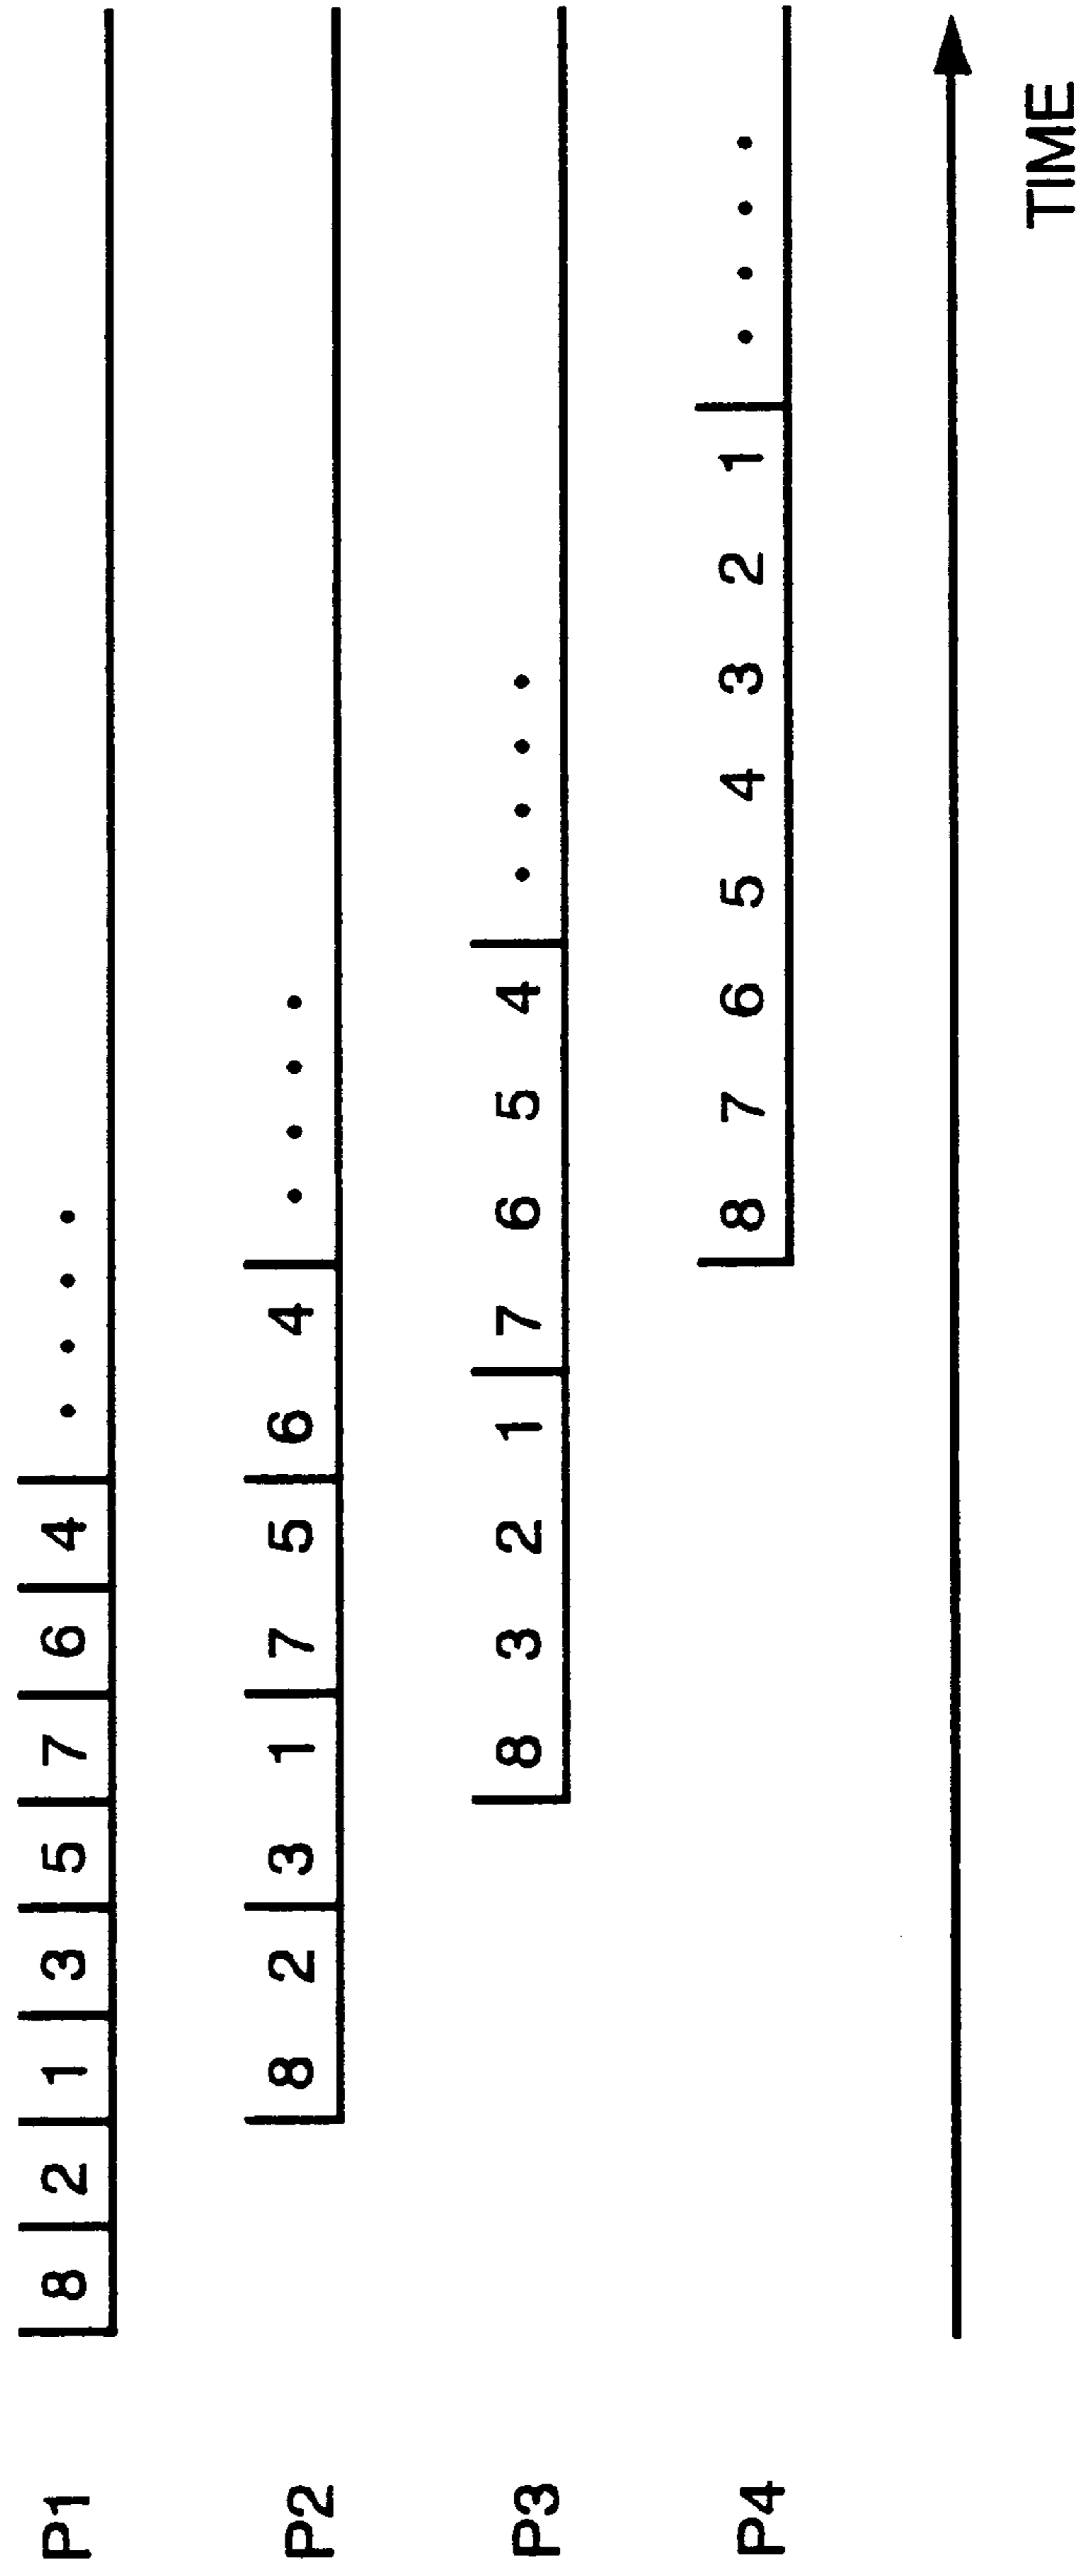 P1 8 2 1 3 5 7 6 4 . . . .
P2 8 2 3 1 7 5 6 4 . . . .
P3 8 3 2 1 7 6 5 4 . . . .
P4 8 7 6 5 4 3 2 1 . . . .
TIME